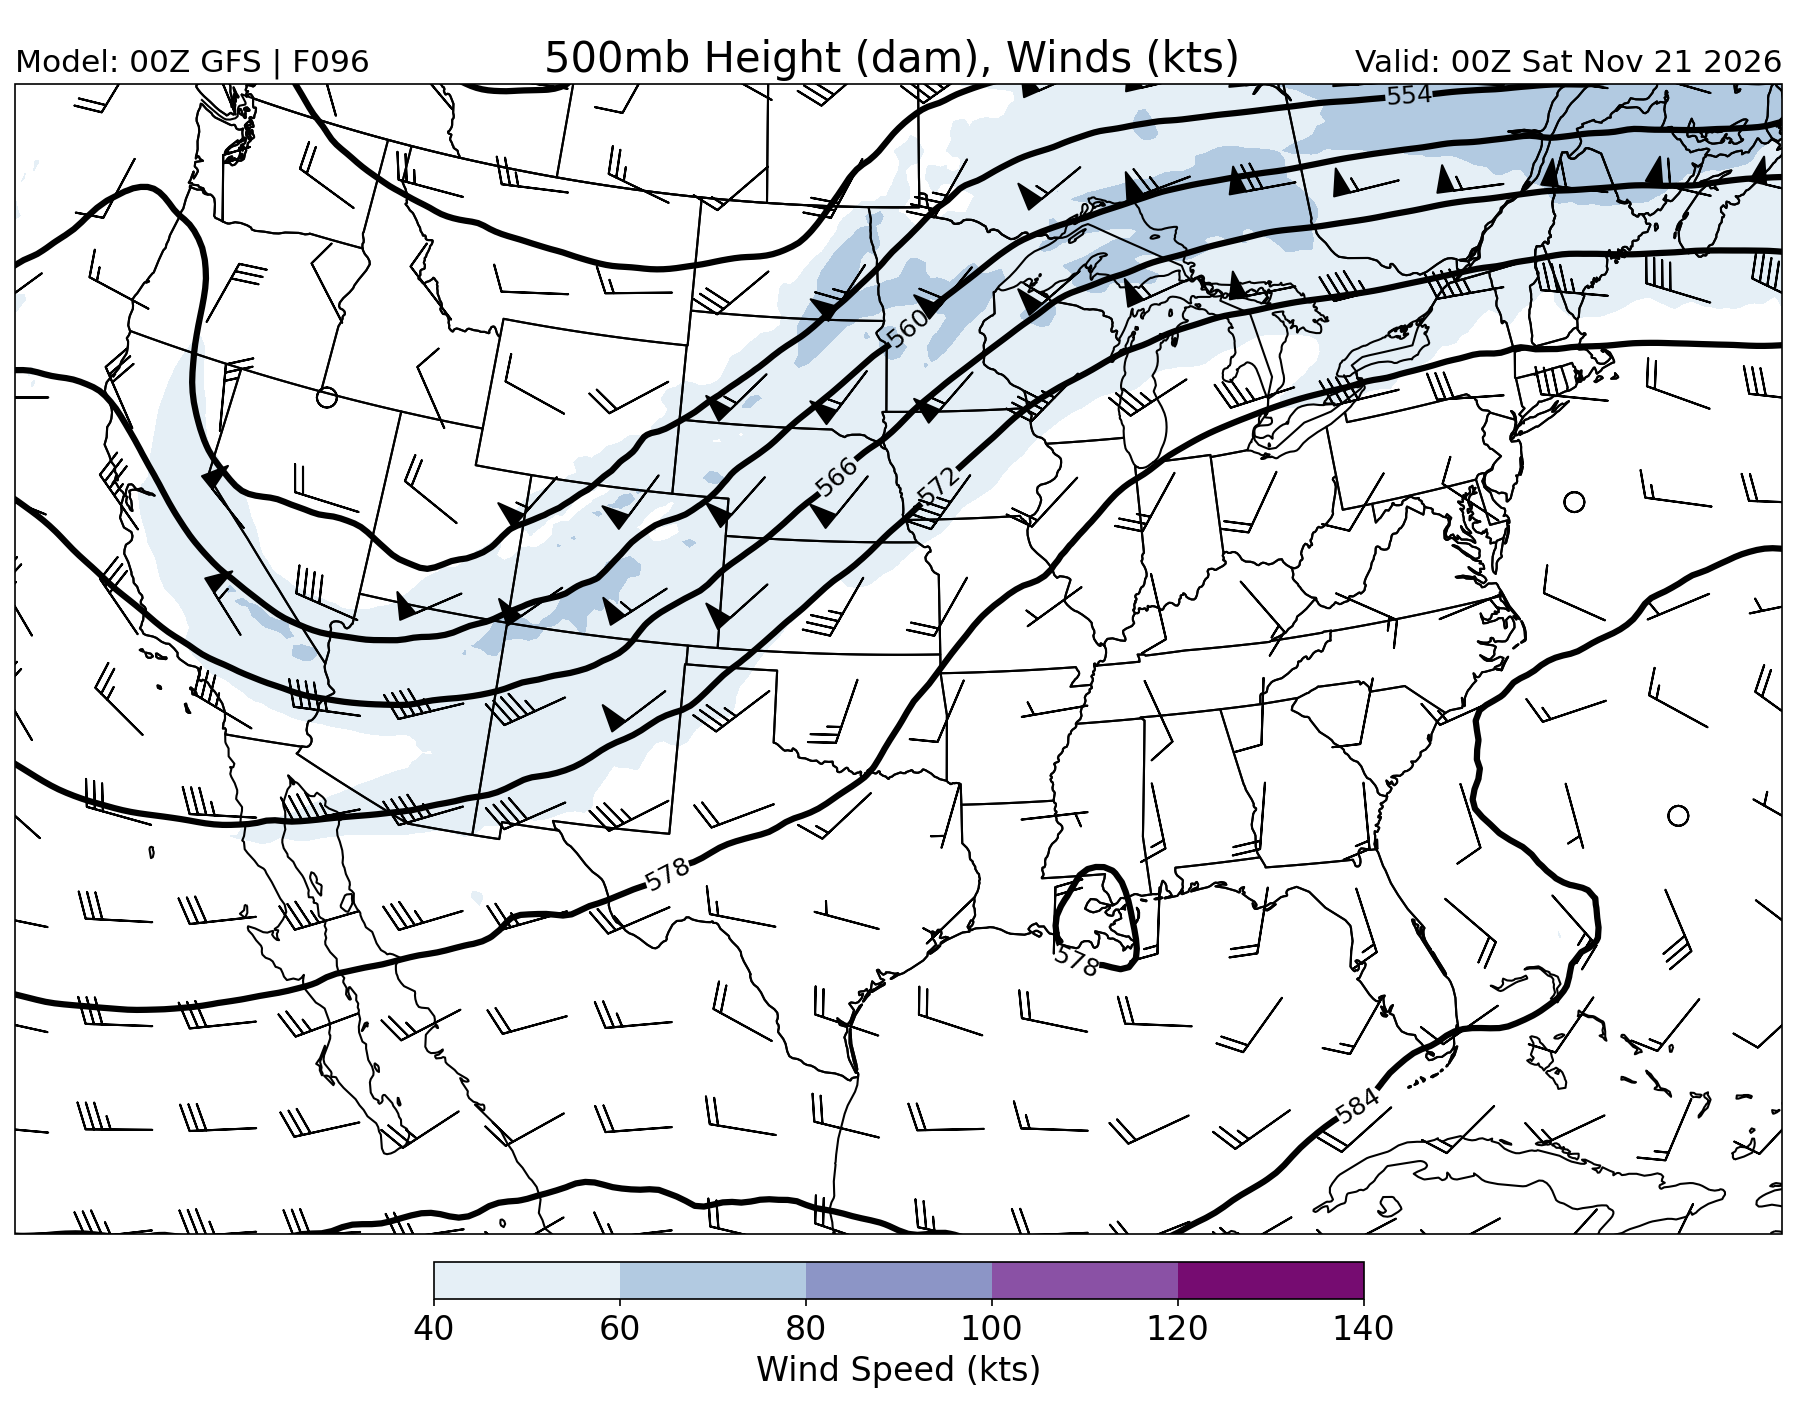 Model: 00Z GFS | F096
500mb Height (dam), Winds (kts)
Valid: 00Z Sat Nov 21 2026
554
560
566
572
578
578
584
40 60 80 100 120 140
Wind Speed (kts)